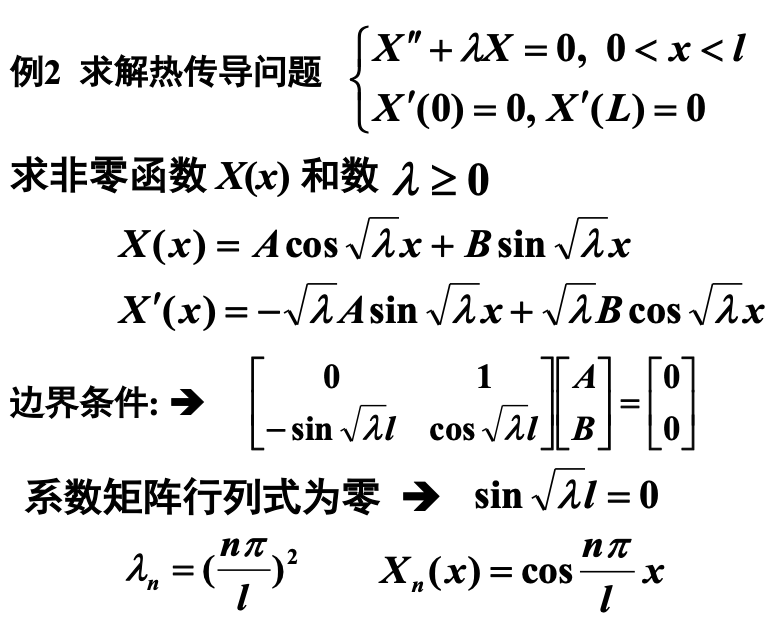 例2 求解热传导问题 { X″ + λX = 0, 0 < x < l
X′(0) = 0, X′(L) = 0
求非零函数 X(x) 和数 λ ≥ 0
X(x) = A cos √λ x + B sin √λ x
X′(x) = −√λ A sin √λ x + √λ B cos √λ x
边界条件: ➔ [0 1; −sin √λ l cos √λ l] [A; B] = [0; 0]
系数矩阵行列式为零 ➔ sin √λ l = 0
λₙ = (nπ/l)² Xₙ(x) = cos nπ/l x